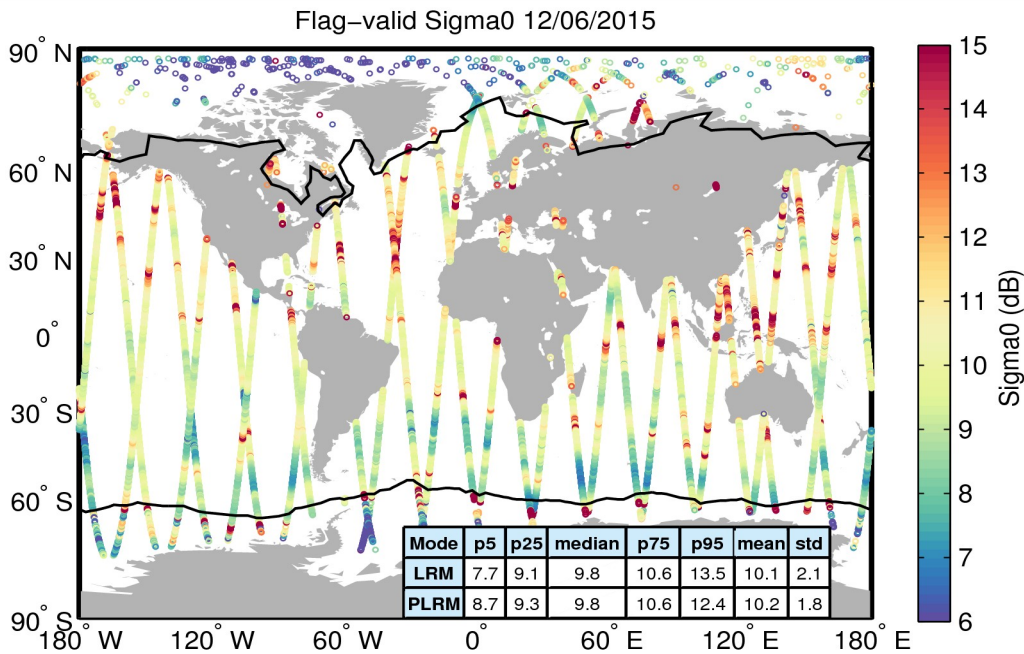 Flag−valid Sigma0 12/06/2015
90° N
60° N
30° N
0°
30° S
60° S
90° S
180° W
120° W
60° W
0°
60° E
120° E
180° E
15
14
13
12
11
10
9
8
7
6
Sigma0 (dB)
Mode p5 p25 median p75 p95 mean std
LRM 7.7 9.1 9.8 10.6 13.5 10.1 2.1
PLRM 8.7 9.3 9.8 10.6 12.4 10.2 1.8